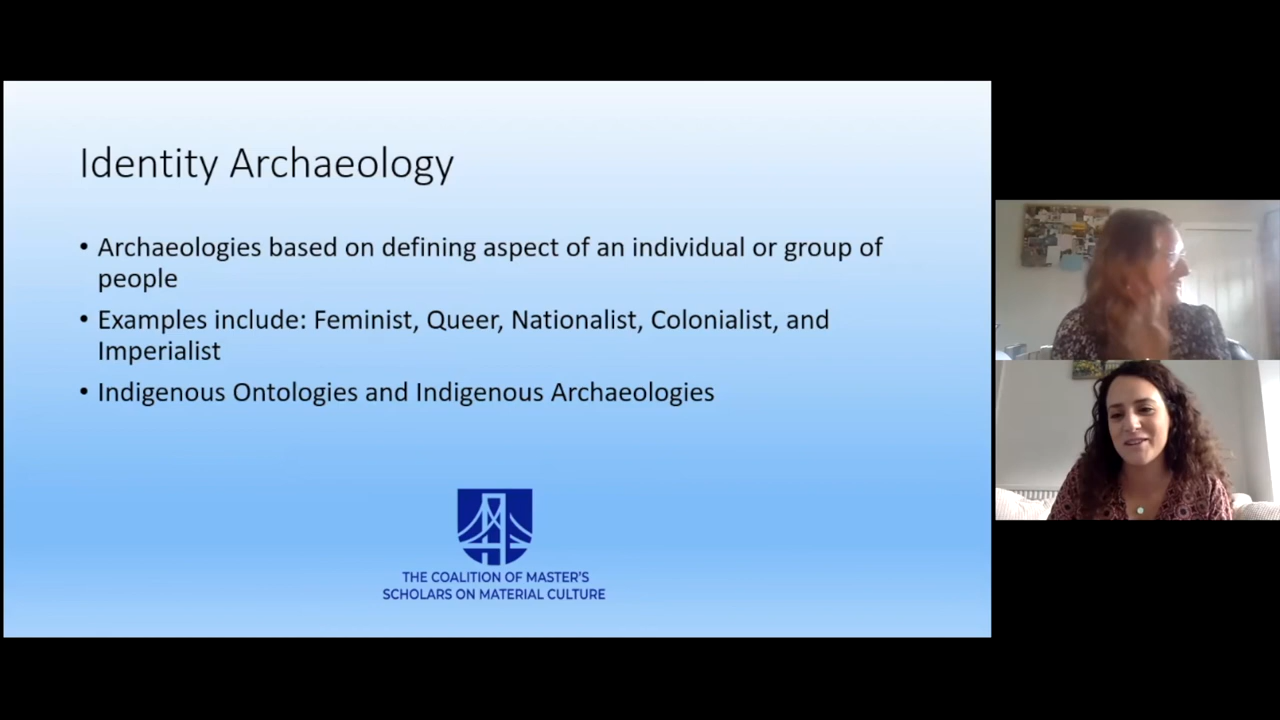 Identity Archaeology
• Archaeologies based on defining aspect of an individual or group of
people
• Examples include: Feminist, Queer, Nationalist, Colonialist, and
Imperialist
• Indigenous Ontologies and Indigenous Archaeologies
THE COALITION OF MASTER'S
SCHOLARS ON MATERIAL CULTURE